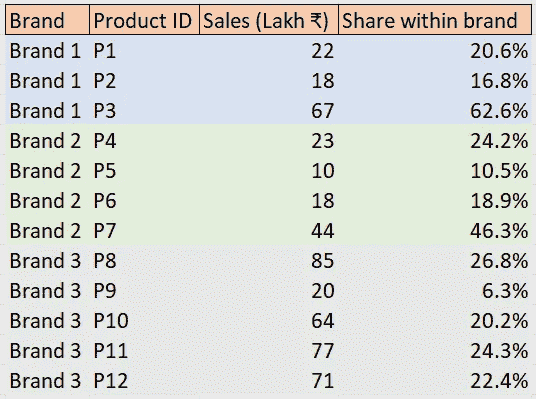 Brand Product ID Sales (Lakh ₹) Share within brand
Brand 1 P1 22 20.6%
Brand 1 P2 18 16.8%
Brand 1 P3 67 62.6%
Brand 2 P4 23 24.2%
Brand 2 P5 10 10.5%
Brand 2 P6 18 18.9%
Brand 2 P7 44 46.3%
Brand 3 P8 85 26.8%
Brand 3 P9 20 6.3%
Brand 3 P10 64 20.2%
Brand 3 P11 77 24.3%
Brand 3 P12 71 22.4%